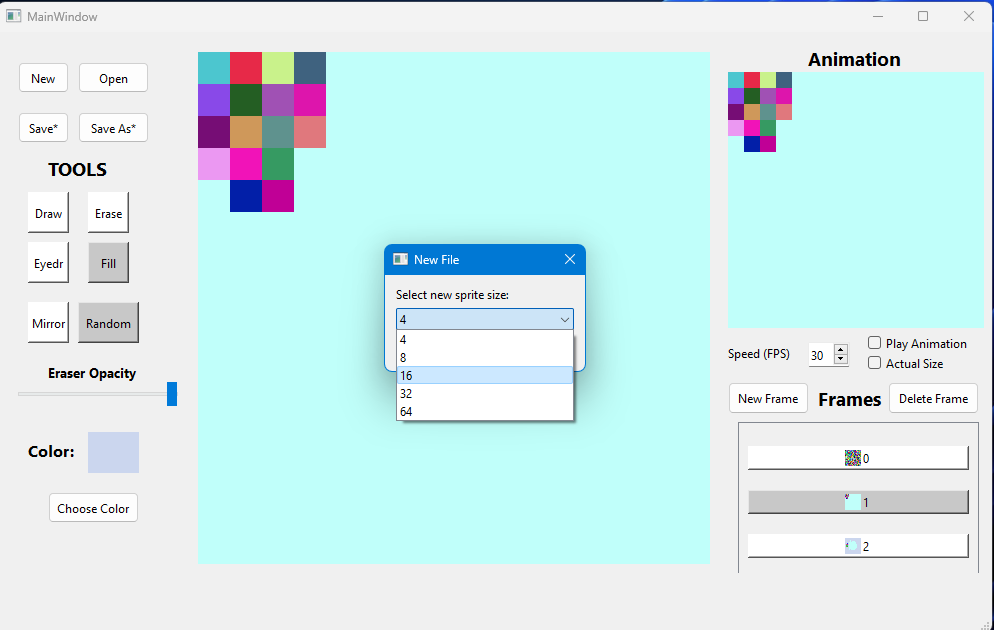 MainWindow
New
Open
Save*
Save As*
TOOLS
Draw
Erase
Eyedr
Fill
Mirror
Random
Eraser Opacity
Color:
Choose Color
New File
Select new sprite size:
4
4
8
16
32
64
Animation
Speed (FPS)
30
Play Animation
Actual Size
New Frame
Frames
Delete Frame
0
1
2